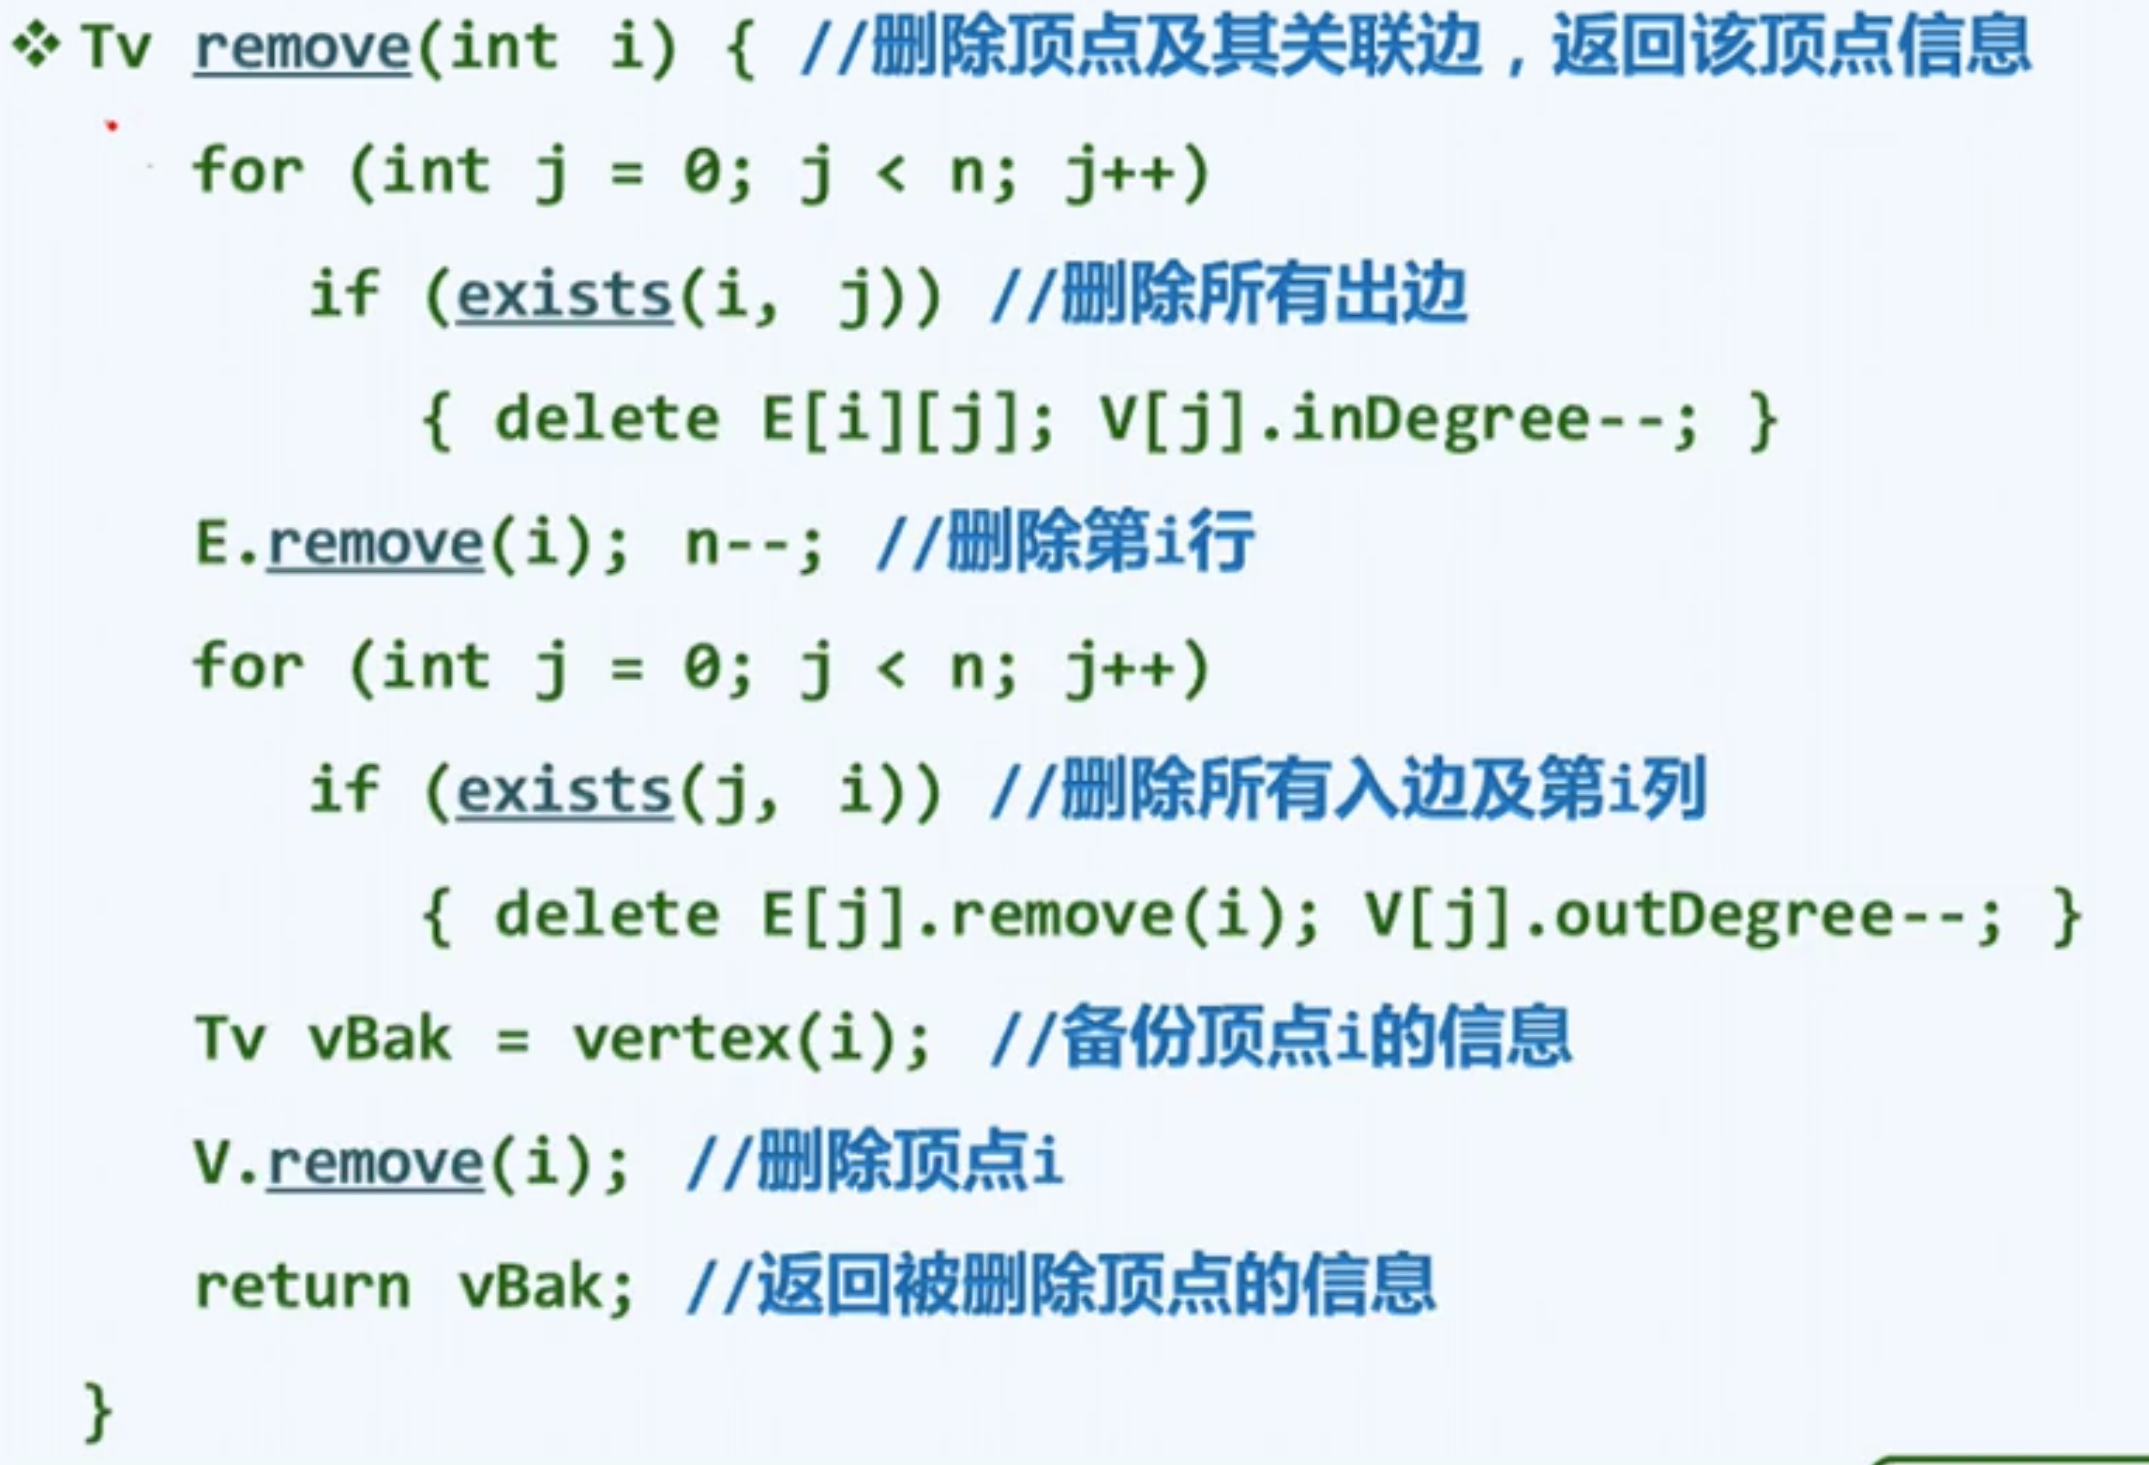 ❖ Tv remove(int i) { //删除顶点及其关联边，返回该顶点信息
for (int j = 0; j < n; j++)
if (exists(i, j)) //删除所有出边
{ delete E[i][j]; V[j].inDegree--; }
E.remove(i); n--; //删除第i行
for (int j = 0; j < n; j++)
if (exists(j, i)) //删除所有入边及第i列
{ delete E[j].remove(i); V[j].outDegree--; }
Tv vBak = vertex(i); //备份顶点i的信息
V.remove(i); //删除顶点i
return vBak; //返回被删除顶点的信息
}